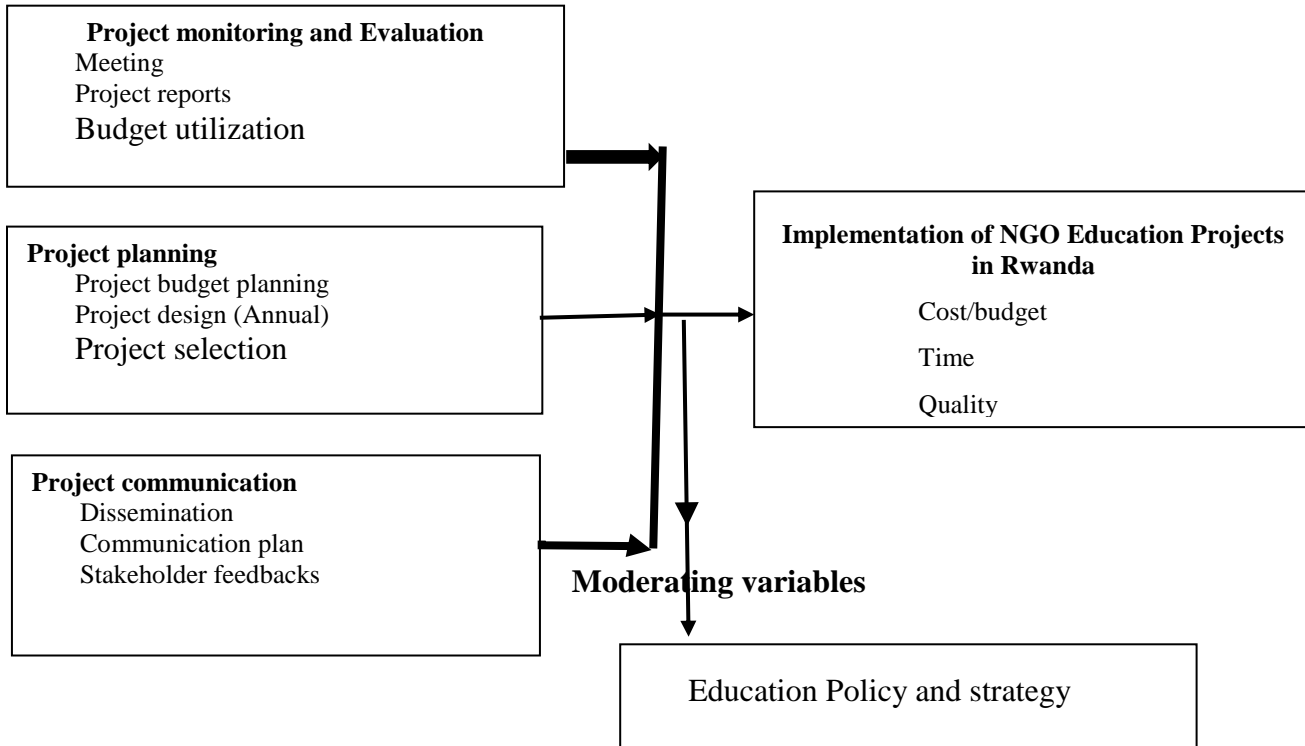 Project monitoring and Evaluation
Meeting
Project reports
Budget utilization
Project planning
Project budget planning
Project design (Annual)
Project selection
Project communication
Dissemination
Communication plan
Stakeholder feedbacks
Implementation of NGO Education Projects
in Rwanda
Cost/budget
Time
Quality
Moderating variables
Education Policy and strategy